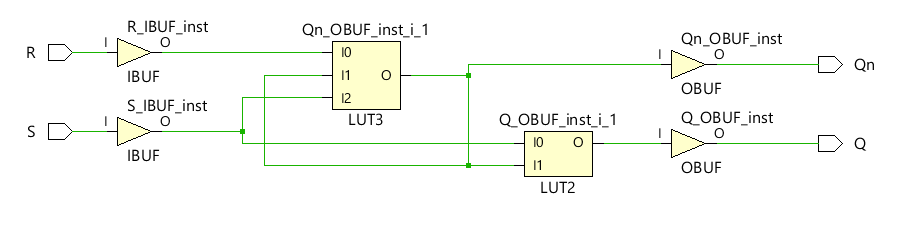 R_IBUF_inst
Qn_OBUF_inst_i_1
Qn_OBUF_inst
R
I
O
I0
I
O
Qn
IBUF
I1
O
OBUF
S_IBUF_inst
I2
LUT3
Q_OBUF_inst_i_1
Q_OBUF_inst
S
I
O
I0
O
I
O
Q
IBUF
I1
OBUF
LUT2